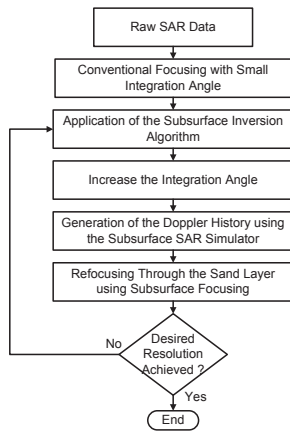 Raw SAR Data
Conventional Focusing with Small
Integration Angle
Application of the Subsurface Inversion
Algorithm
Increase the Integration Angle
Generation of the Doppler History using
the Subsurface SAR Simulator
Refocusing Through the Sand Layer
using Subsurface Focusing
No
Desired
Resolution
Achieved ?
Yes
End